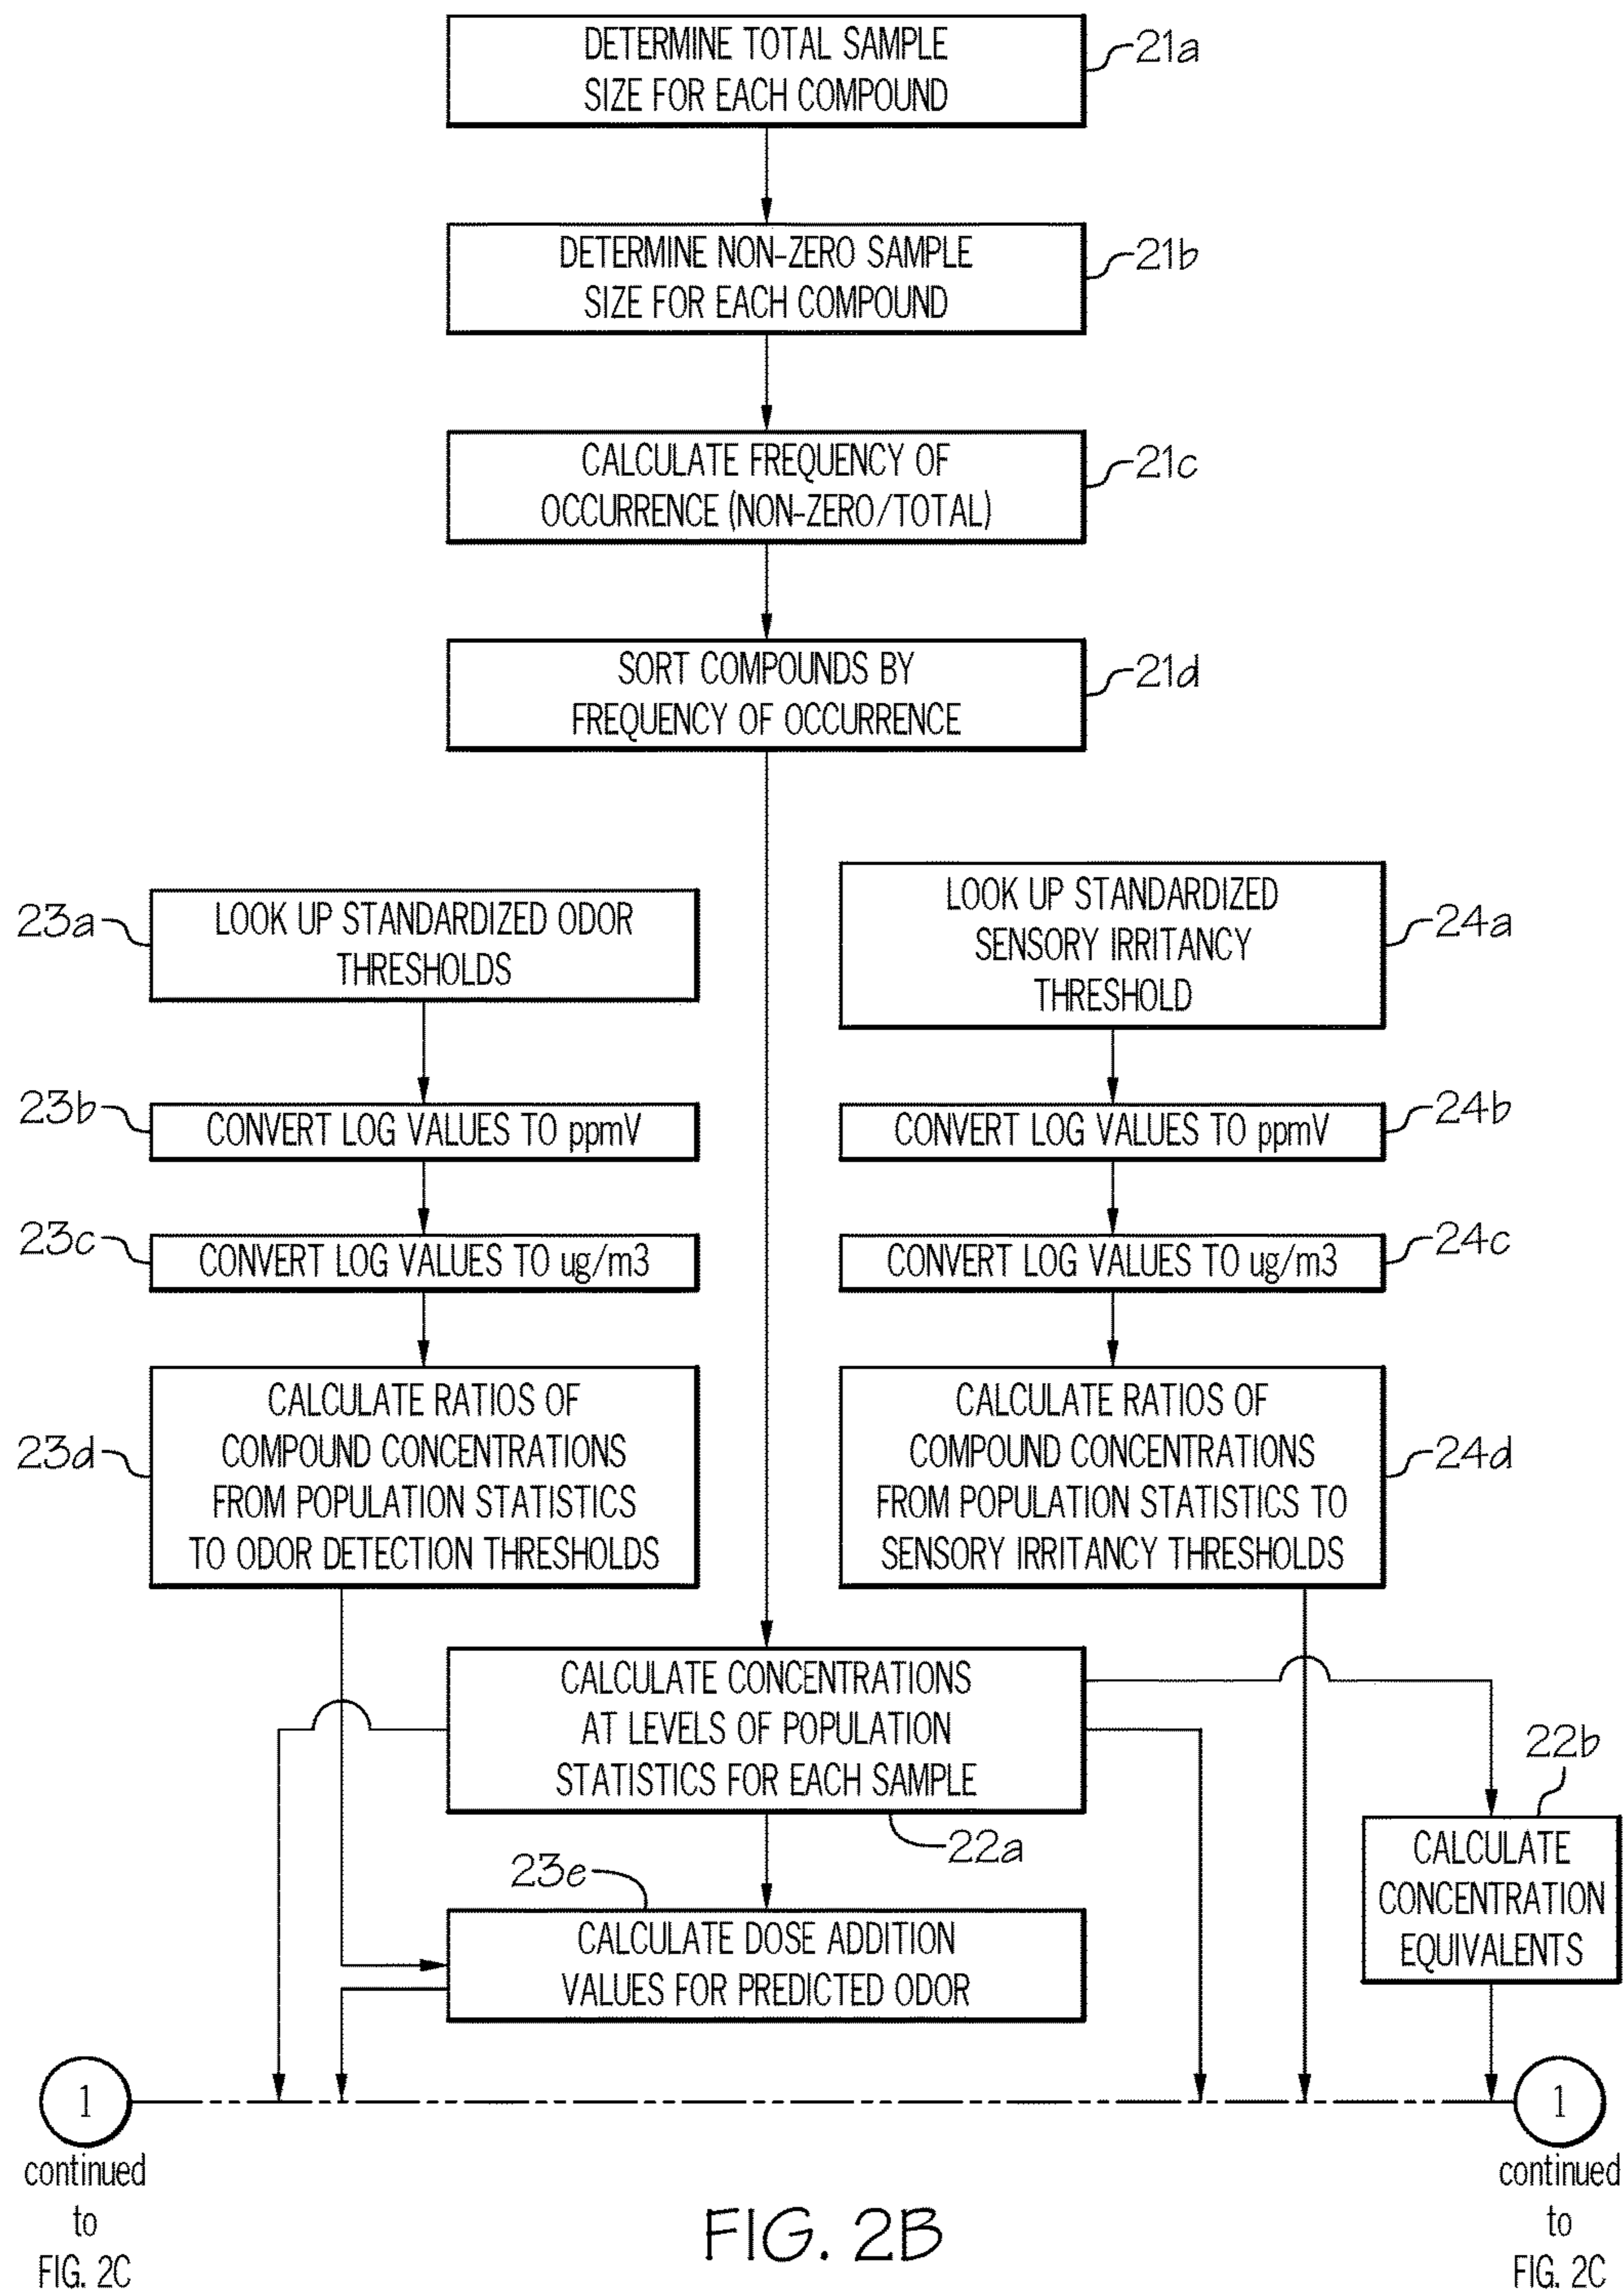 DETERMINE TOTAL SAMPLE
SIZE FOR EACH COMPOUND
21a
DETERMINE NON-ZERO SAMPLE
SIZE FOR EACH COMPOUND
21b
CALCULATE FREQUENCY OF
OCCURRENCE (NON-ZERO/TOTAL)
21c
SORT COMPOUNDS BY
FREQUENCY OF OCCURRENCE
21d
23a
LOOK UP STANDARDIZED ODOR
THRESHOLDS
LOOK UP STANDARDIZED
SENSORY IRRITANCY
THRESHOLD
24a
23b
CONVERT LOG VALUES TO ppmV
CONVERT LOG VALUES TO ppmV
24b
23c
CONVERT LOG VALUES TO ug/m3
CONVERT LOG VALUES TO ug/m3
24c
23d
CALCULATE RATIOS OF
COMPOUND CONCENTRATIONS
FROM POPULATION STATISTICS
TO ODOR DETECTION THRESHOLDS
CALCULATE RATIOS OF
COMPOUND CONCENTRATIONS
FROM POPULATION STATISTICS TO
SENSORY IRRITANCY THRESHOLDS
24d
CALCULATE CONCENTRATIONS
AT LEVELS OF POPULATION
STATISTICS FOR EACH SAMPLE
22a
22b
CALCULATE
CONCENTRATION
EQUIVALENTS
23e
CALCULATE DOSE ADDITION
VALUES FOR PREDICTED ODOR
1
continued
to
FIG. 2C
1
continued
to
FIG. 2C
FIG. 2B